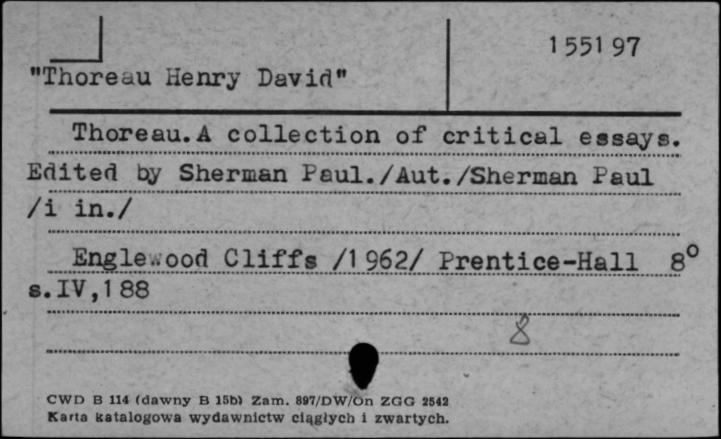 155197
"Thoreau Henry David"
Thoreau. A collection of critical essays.
Edited by Sherman Paul./Aut./Sherman Paul
/i in./
Englewood Cliffs /1962/ Prentice-Hall 8°
s.IV,188
8
CWD B 114 (dawny B 15b) Zam. 897/DW/On ZGG 2542
Karta katalogowa wydawnictw ciągłych i zwartych.